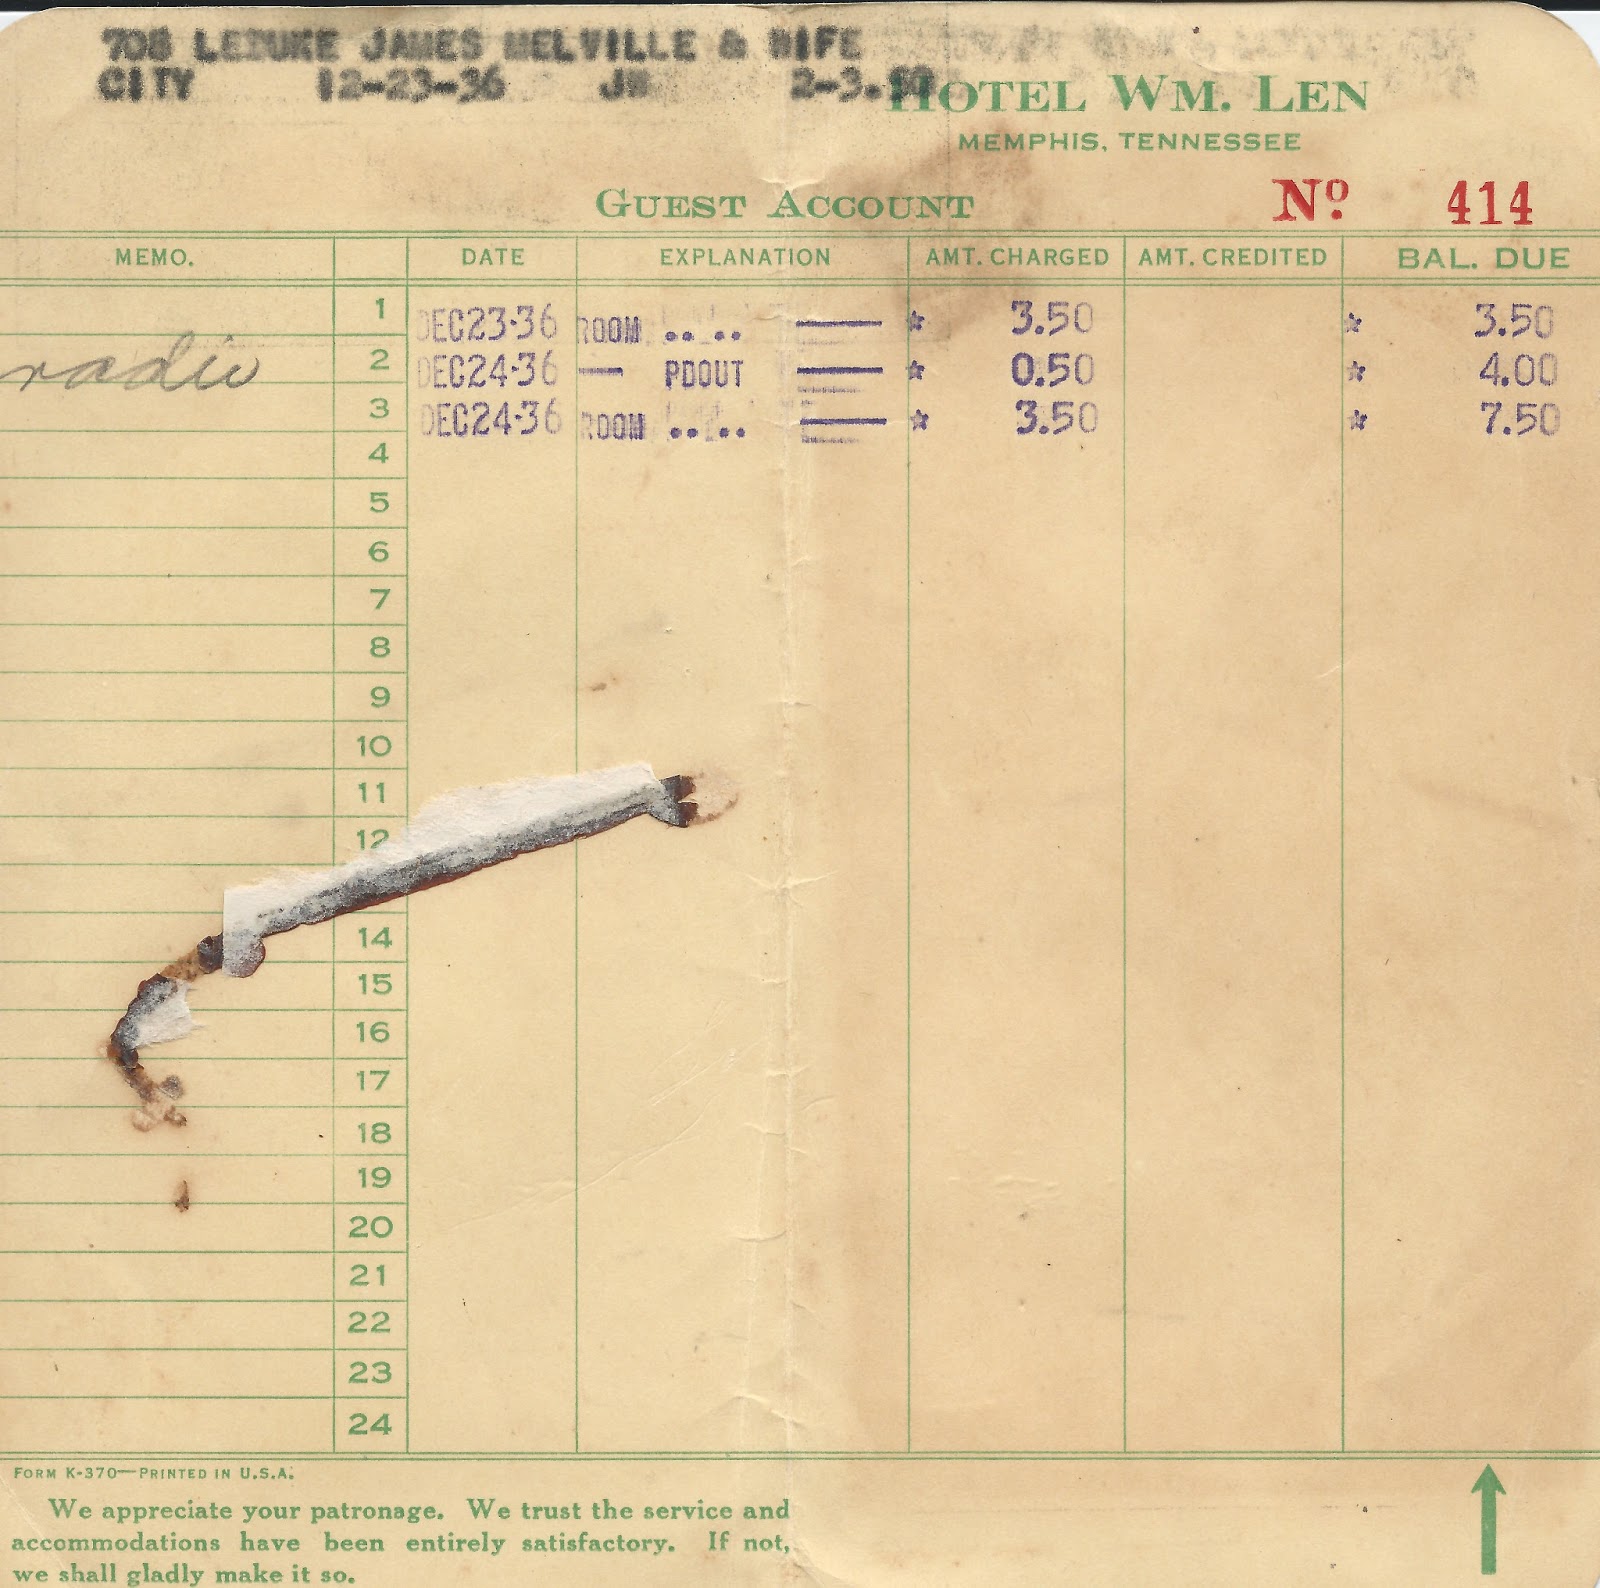 708 LEDUKE JAMES MELVILLE & WIFE
CITY 12-23-36 JW 2-3.50
HOTEL WM. LEN
MEMPHIS, TENNESSEE
GUEST ACCOUNT
Nº 414
MEMO. DATE EXPLANATION AMT. CHARGED AMT. CREDITED BAL. DUE
1 DEC23-36 ROOM .. .. — * 3.50 * 3.50
radio 2 DEC24-36 — PDOUT — * 0.50 * 4.00
3 DEC24-36 ROOM .. .. — * 3.50 * 7.50
4
5
6
7
8
9
10
11
12
14
15
16
17
18
19
20
21
22
23
24
FORM K-370—PRINTED IN U.S.A.
We appreciate your patronage. We trust the service and
accommodations have been entirely satisfactory. If not,
we shall gladly make it so.